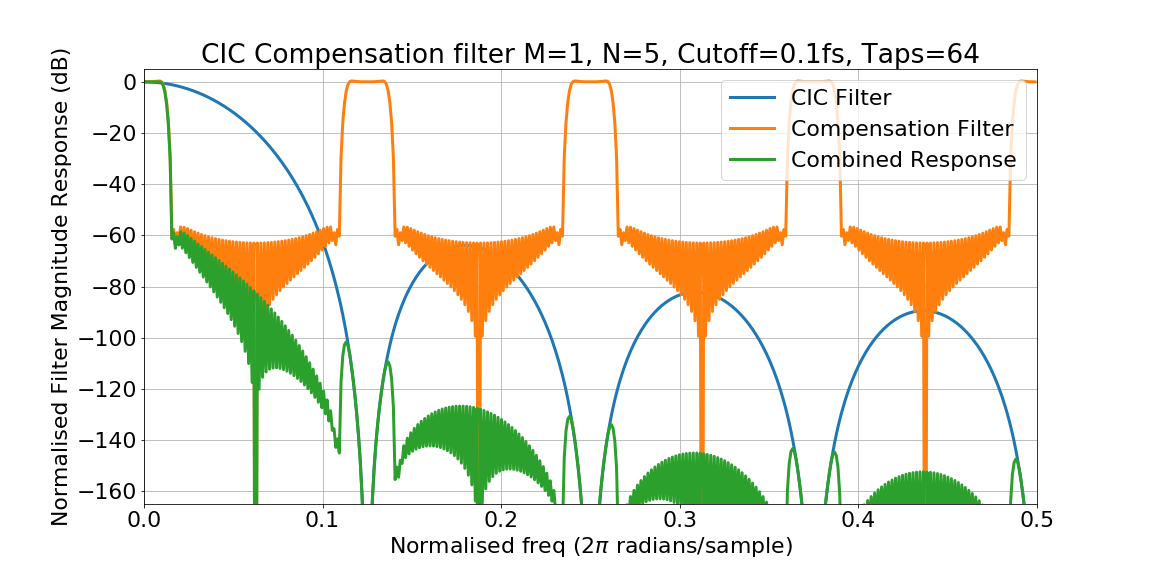 CIC Compensation filter M=1, N=5, Cutoff=0.1fs, Taps=64
Normalised Filter Magnitude Response (dB)
0
−20
−40
−60
−80
−100
−120
−140
−160
CIC Filter
Compensation Filter
Combined Response
0.0 0.1 0.2 0.3 0.4 0.5
Normalised freq (2π radians/sample)